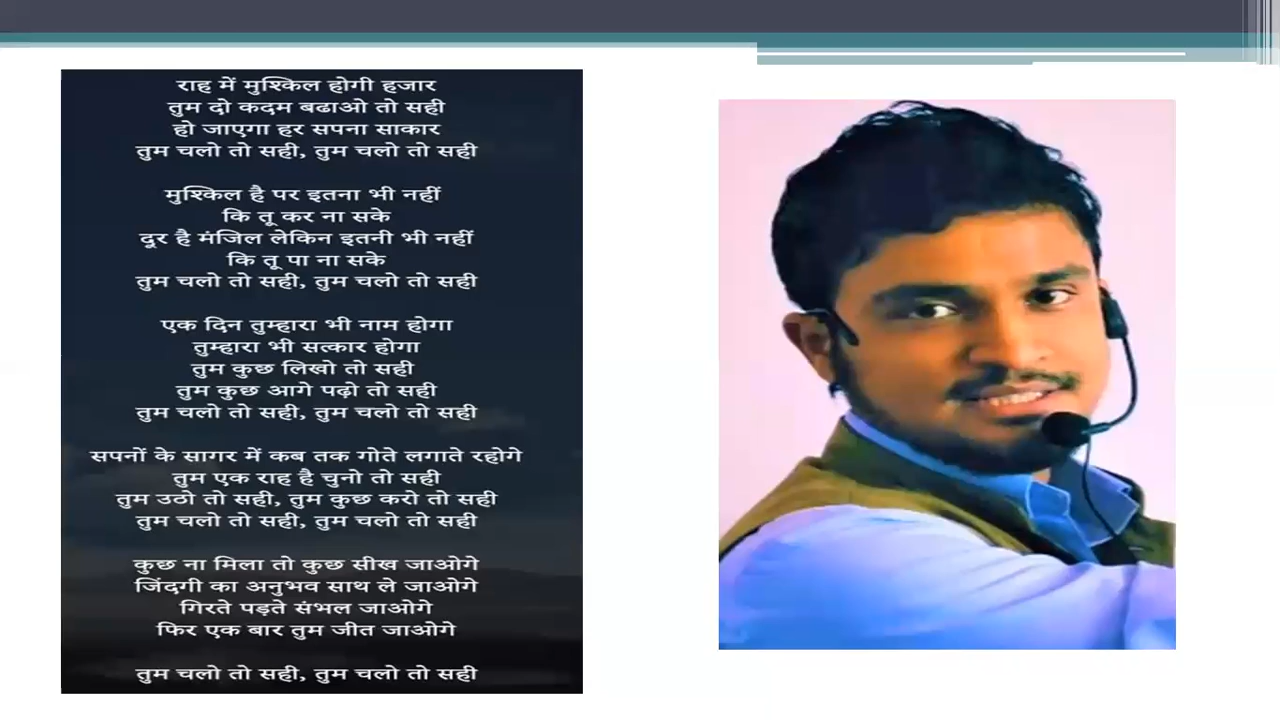 राह में मुश्किल होगी हजार
तुम दो कदम बढाओ तो सही
हो जाएगा हर सपना साकार
तुम चलो तो सही, तुम चलो तो सही
मुश्किल है पर इतना भी नहीं
कि तू कर ना सके
दूर है मंजिल लेकिन इतनी भी नहीं
कि तू पा ना सके
तुम चलो तो सही, तुम चलो तो सही
एक दिन तुम्हारा भी नाम होगा
तुम्हारा भी सत्कार होगा
तुम कुछ लिखो तो सही
तुम कुछ आगे पढ़ो तो सही
तुम चलो तो सही, तुम चलो तो सही
सपनों के सागर में कब तक गोते लगाते रहोगे
तुम एक राह है चुनो तो सही
तुम उठो तो सही, तुम कुछ करो तो सही
तुम चलो तो सही, तुम चलो तो सही
कुछ ना मिला तो कुछ सीख जाओगे
जिंदगी का अनुभव साथ ले जाओगे
गिरते पड़ते संभल जाओगे
फिर एक बार तुम जीत जाओगे
तुम चलो तो सही, तुम चलो तो सही